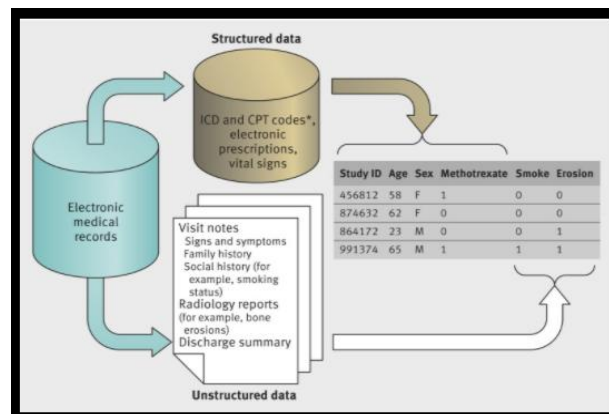 Structured data
ICD and CPT codes*,
electronic
prescriptions,
vital signs
Electronic
medical
records
Study ID Age Sex Methotrexate Smoke Erosion
456812 58 F 1 0 0
874632 62 F 0 0 0
864172 23 M 0 0 1
991374 65 M 1 1 1
Visit notes
Signs and symptoms
Family history
Social history (for
example, smoking
status)
Radiology reports
(for example, bone
erosions)
Discharge summary
Unstructured data